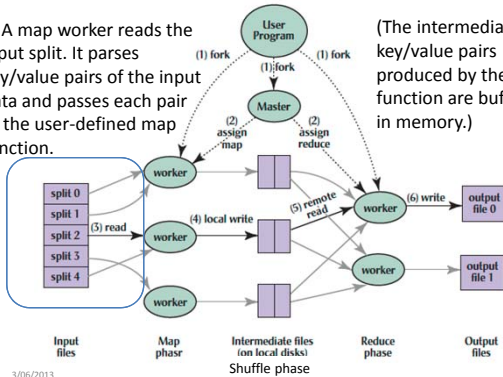 A map worker reads the
put split. It parses
y/value pairs of the input
ta and passes each pair
the user-defined map
nction.
(The intermedia
key/value pairs
produced by the
function are buf
in memory.)
User
Program
(1) fork
(1) fork
(1) fork
Master
(2)
assign
map
(2)
assign
reduce
worker
split 0
split 1
split 2
split 3
split 4
(3) read
worker
(4) local write
(5) remote
read
worker
(6) write
output
file 0
worker
output
file 1
worker
Input
files
Map
phasr
Intermediate files
(on local disks)
Reduce
phase
Output
files
Shuffle phase
3/06/2013